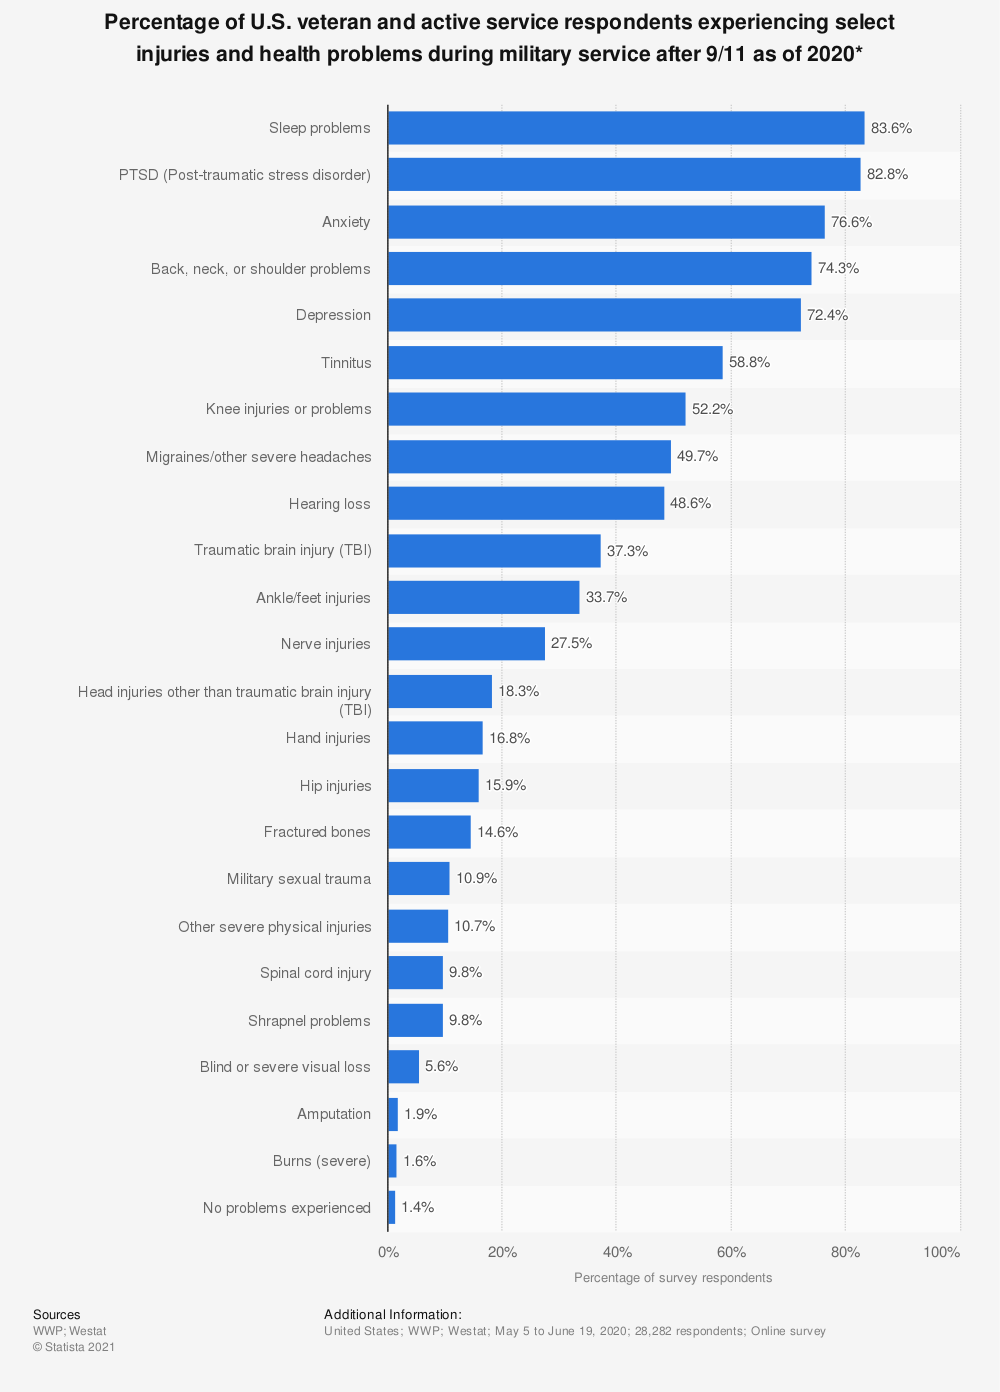 Percentage of U.S. veteran and active service respondents experiencing select
injuries and health problems during military service after 9/11 as of 2020*
Sleep problems 83.6%
PTSD (Post-traumatic stress disorder) 82.8%
Anxiety 76.6%
Back, neck, or shoulder problems 74.3%
Depression 72.4%
Tinnitus 58.8%
Knee injuries or problems 52.2%
Migraines/other severe headaches 49.7%
Hearing loss 48.6%
Traumatic brain injury (TBI) 37.3%
Ankle/feet injuries 33.7%
Nerve injuries 27.5%
Head injuries other than traumatic brain injury 18.3%
(TBI)
Hand injuries 16.8%
Hip injuries 15.9%
Fractured bones 14.6%
Military sexual trauma 10.9%
Other severe physical injuries 10.7%
Spinal cord injury 9.8%
Shrapnel problems 9.8%
Blind or severe visual loss 5.6%
Amputation 1.9%
Burns (severe) 1.6%
No problems experienced 1.4%
0% 20% 40% 60% 80% 100%
Percentage of survey respondents
Sources
WWP; Westat
© Statista 2021
Additional Information:
United States; WWP; Westat; May 5 to June 19, 2020; 28,282 respondents; Online survey